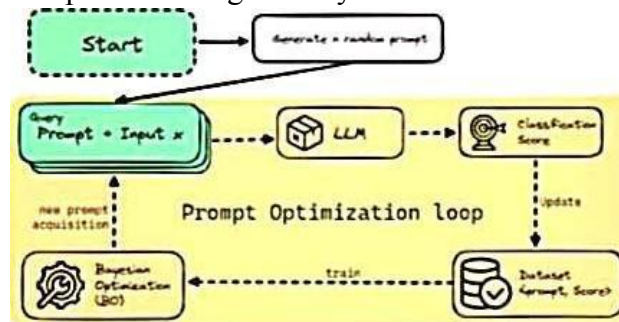 Start
Generate n random prompt
Query
Prompt + Input x
LLM
Classfication
Score
Update
new prompt
acquisition
Prompt Optimization loop
Bayesian
Optimization
(BO)
train
Dataset
<prompt, Score>